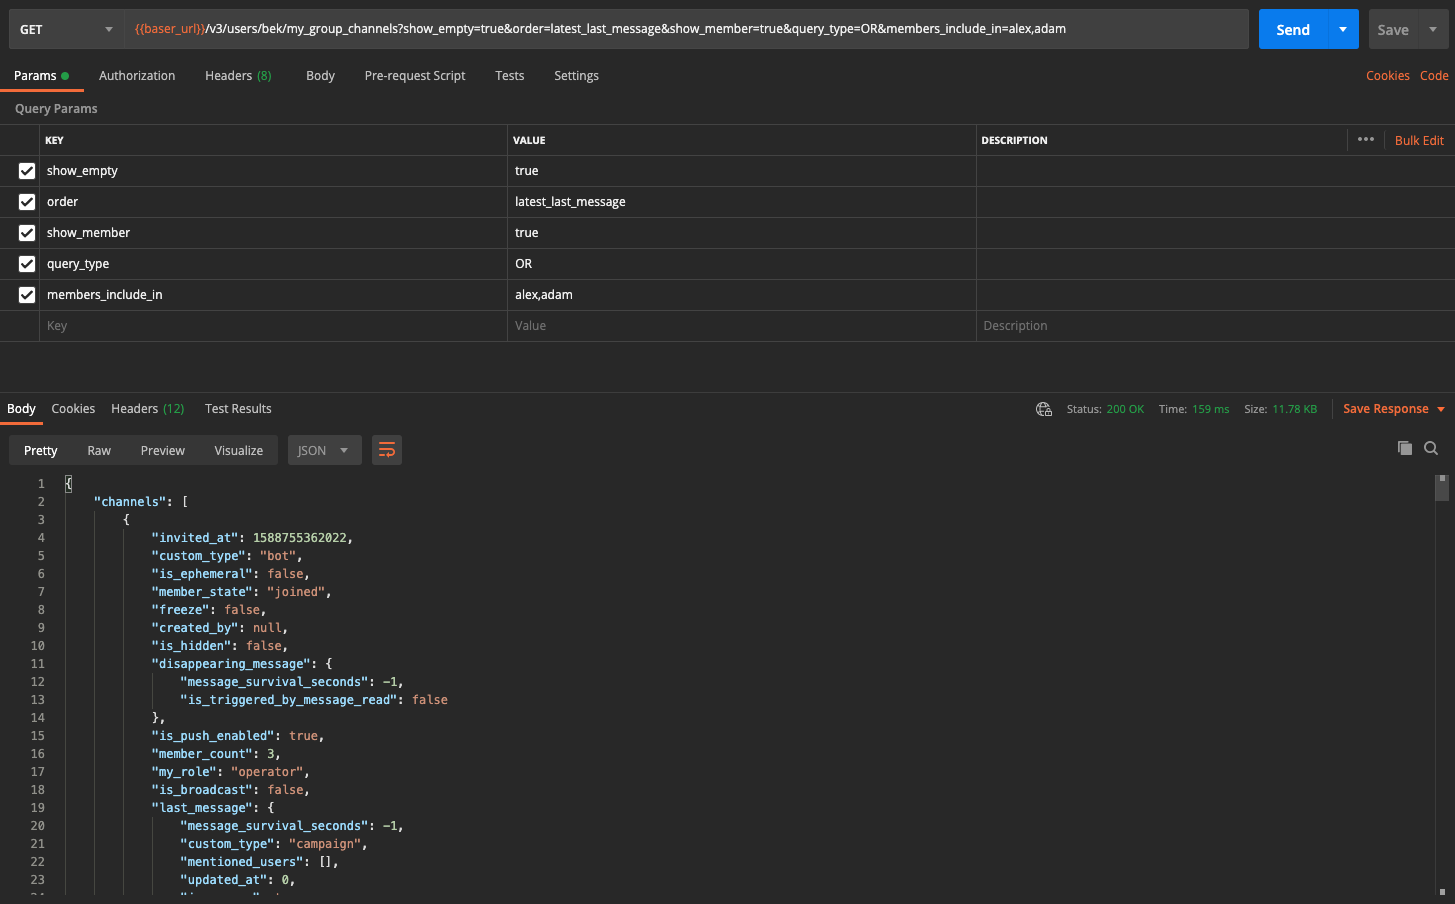 GET {{baser_url}}/v3/users/bek/my_group_channels?show_empty=true&order=latest_last_message&show_member=true&query_type=OR&members_include_in=alex,adam Send Save
Params Authorization Headers (8) Body Pre-request Script Tests Settings Cookies Code
Query Params
KEY VALUE DESCRIPTION ••• Bulk Edit
show_empty true
order latest_last_message
show_member true
query_type OR
members_include_in alex,adam
Key Value Description
Body Cookies Headers (12) Test Results Status: 200 OK Time: 159 ms Size: 11.78 KB Save Response
Pretty Raw Preview Visualize JSON
1 {
2 "channels": [
3 {
4 "invited_at": 1588755362022,
5 "custom_type": "bot",
6 "is_ephemeral": false,
7 "member_state": "joined",
8 "freeze": false,
9 "created_by": null,
10 "is_hidden": false,
11 "disappearing_message": {
12 "message_survival_seconds": -1,
13 "is_triggered_by_message_read": false
14 },
15 "is_push_enabled": true,
16 "member_count": 3,
17 "my_role": "operator",
18 "is_broadcast": false,
19 "last_message": {
20 "message_survival_seconds": -1,
21 "custom_type": "campaign",
22 "mentioned_users": [],
23 "updated_at": 0,